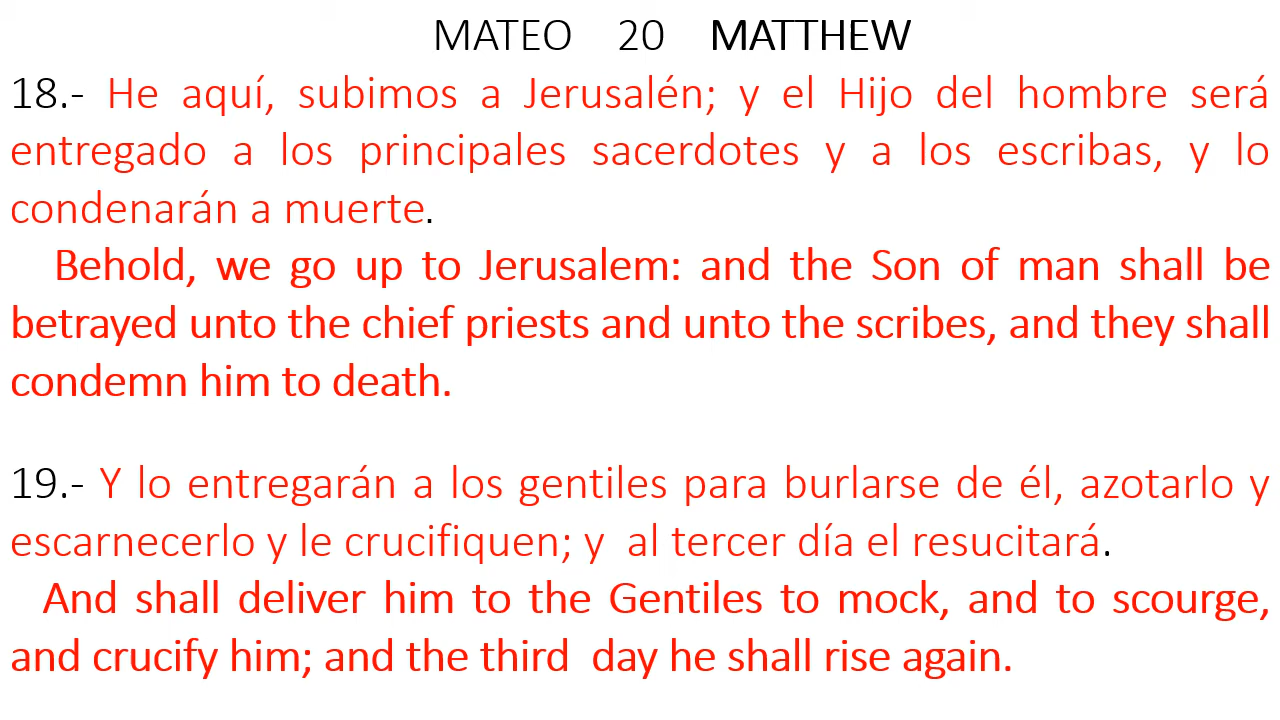 MATEO 20 MATTHEW
18.- He aquí, subimos a Jerusalén; y el Hijo del hombre será
entregado a los principales sacerdotes y a los escribas, y lo
condenarán a muerte.
Behold, we go up to Jerusalem: and the Son of man shall be
betrayed unto the chief priests and unto the scribes, and they shall
condemn him to death.
19.- Y lo entregarán a los gentiles para burlarse de él, azotarlo y
escarnecerlo y le crucifiquen; y al tercer día el resucitará.
And shall deliver him to the Gentiles to mock, and to scourge,
and crucify him; and the third day he shall rise again.